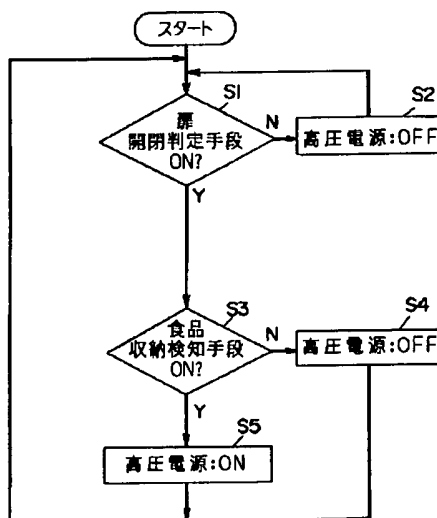 スタート
S1
扉
開閉判定手段
ON?
N
Y
S2
高圧電源:OFF
S3
食品
収納検知手段
ON?
N
Y
S4
高圧電源:OFF
S5
高圧電源:ON